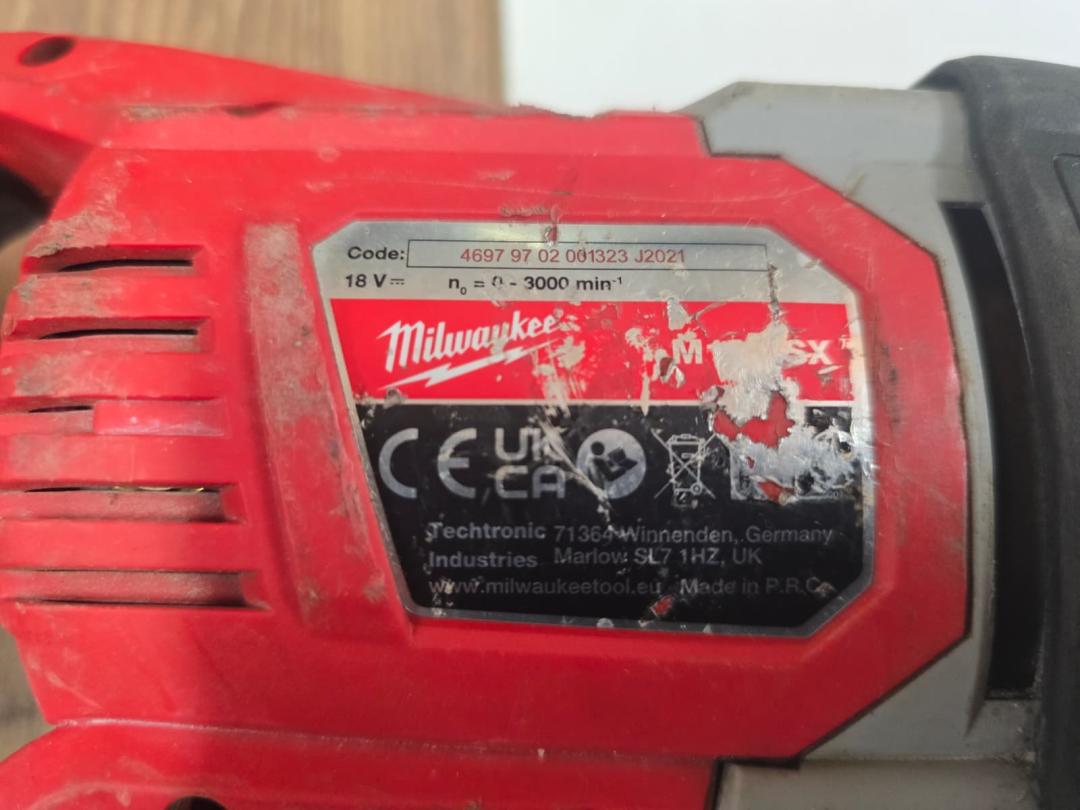 Code: 4697 97 02 001323 J2021
18 V⎓ n₀ = 0 - 3000 min⁻¹
Milwaukee
CE UK CA
Techtronic 71364 Winnenden, Germany
Industries Marlow SL7 1HZ, UK
www.milwaukeetool.eu Made in P.R.C.